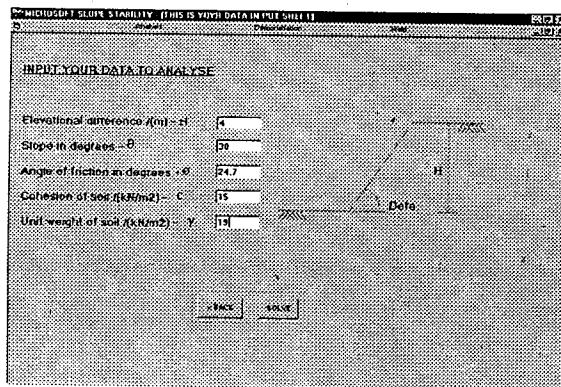 MICROSOFT SLOPE STABILITY - [THIS IS YOUR DATA INPUT SHEET]
INPUT YOUR DATA TO ANALYSE
Elevational difference /(m) - H 4
Slope in degrees - θ 30
Angle of friction in degrees - Ø 24.7
Cohesion of soil /(kN/m2) - C 15
Unit weight of soil /(kN/m2) - γ 19
H
Deta
< BACK SOLVE